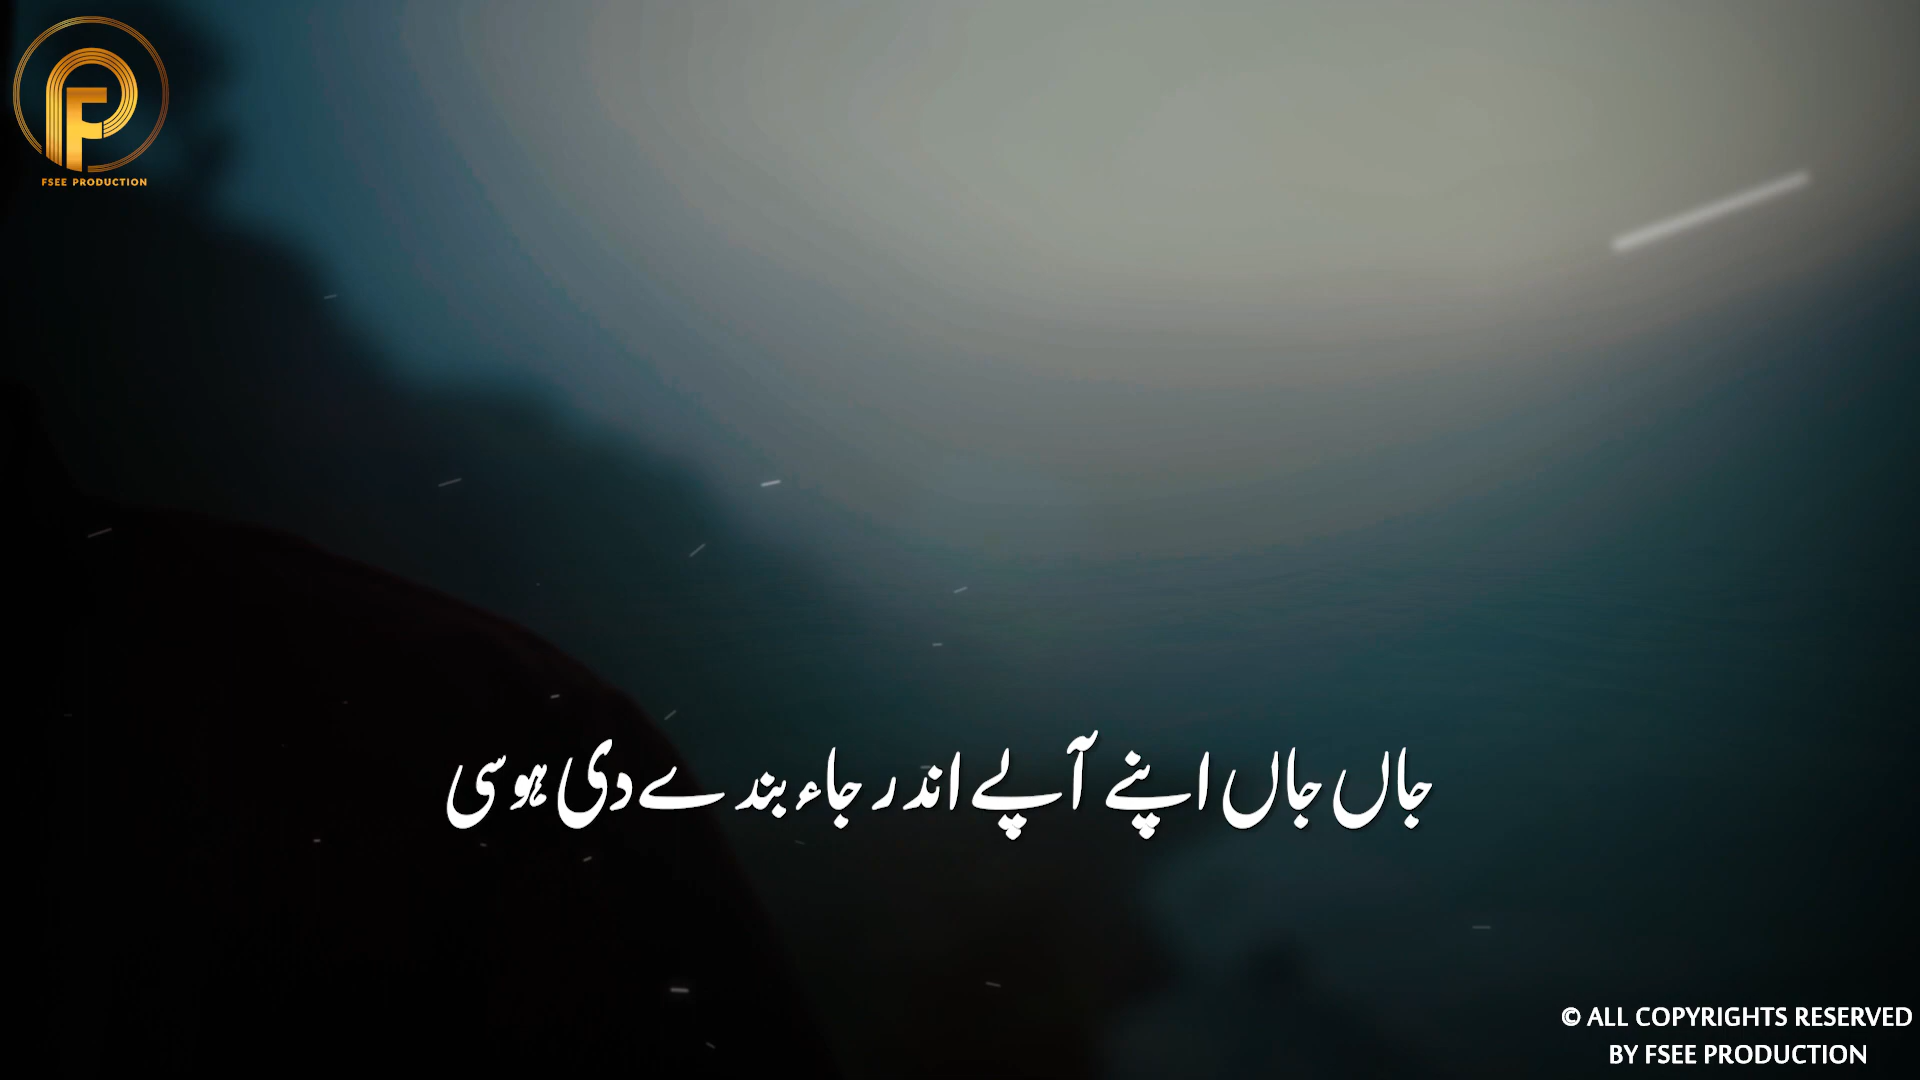 FSEE PRODUCTION
جاں جاں اپنے آپے اندر جاء بندے دی ہوسی
© ALL COPYRIGHTS RESERVED
BY FSEE PRODUCTION